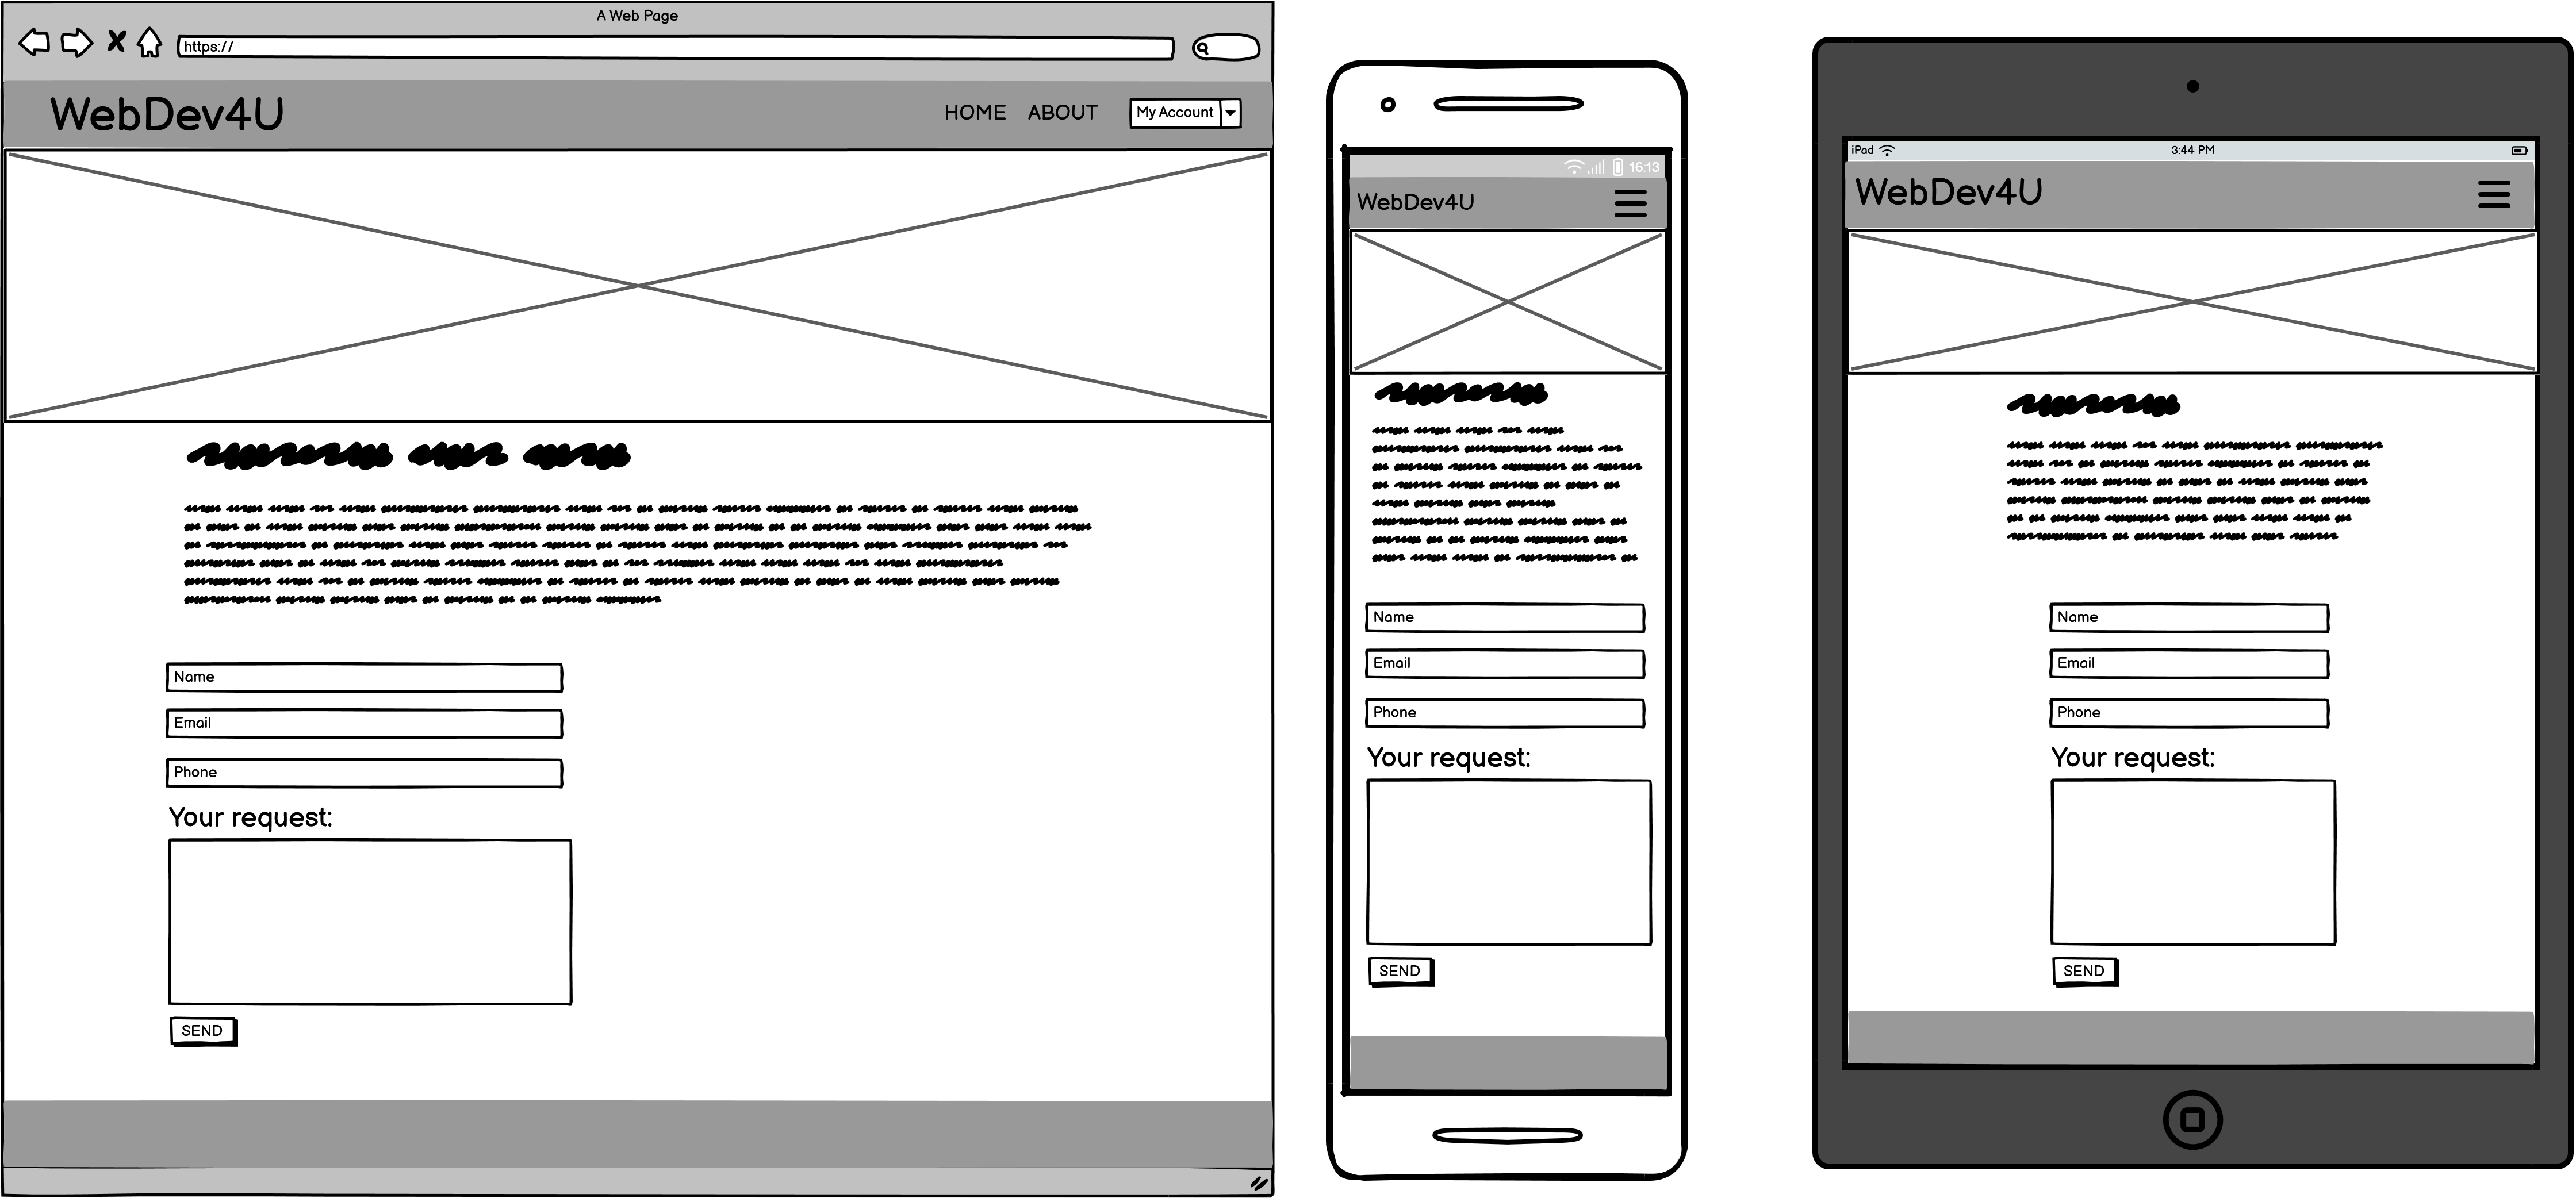 A Web Page
https://
WebDev4U
HOME ABOUT My Account
Name
Email
Phone
Your request:
SEND
16:13
WebDev4U
Name
Email
Phone
Your request:
SEND
iPad 3:44 PM
WebDev4U
Name
Email
Phone
Your request:
SEND